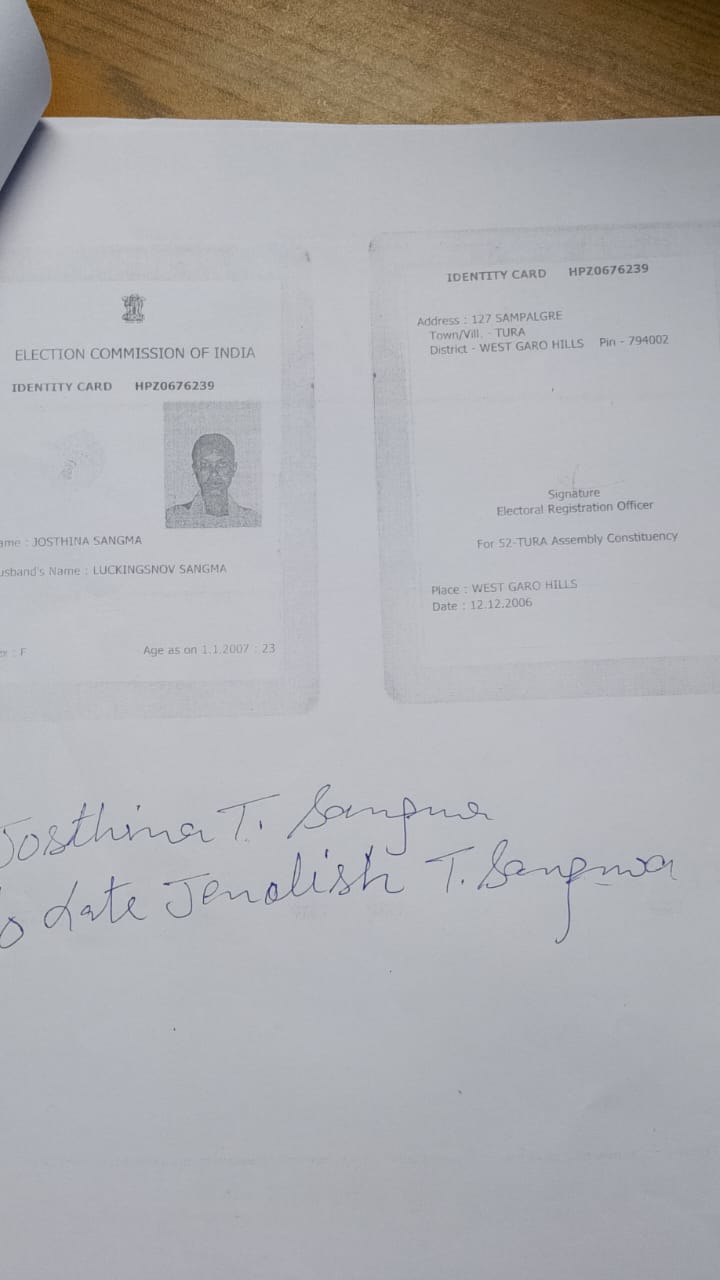 ELECTION COMMISSION OF INDIA
IDENTITY CARD HPZ0676239
ame : JOSTHINA SANGMA
usband's Name : LUCKINGSNOV SANGMA
ex : F Age as on 1.1.2007 : 23
IDENTITY CARD HPZ0676239
Address : 127 SAMPALGRE
Town/Vill. - TURA
District - WEST GARO HILLS Pin - 794002
Signature
Electoral Registration Officer
For 52-TURA Assembly Constituency
Place : WEST GARO HILLS
Date : 12.12.2006
Josthina T. Sangma
Late Jenolish T. Sangma